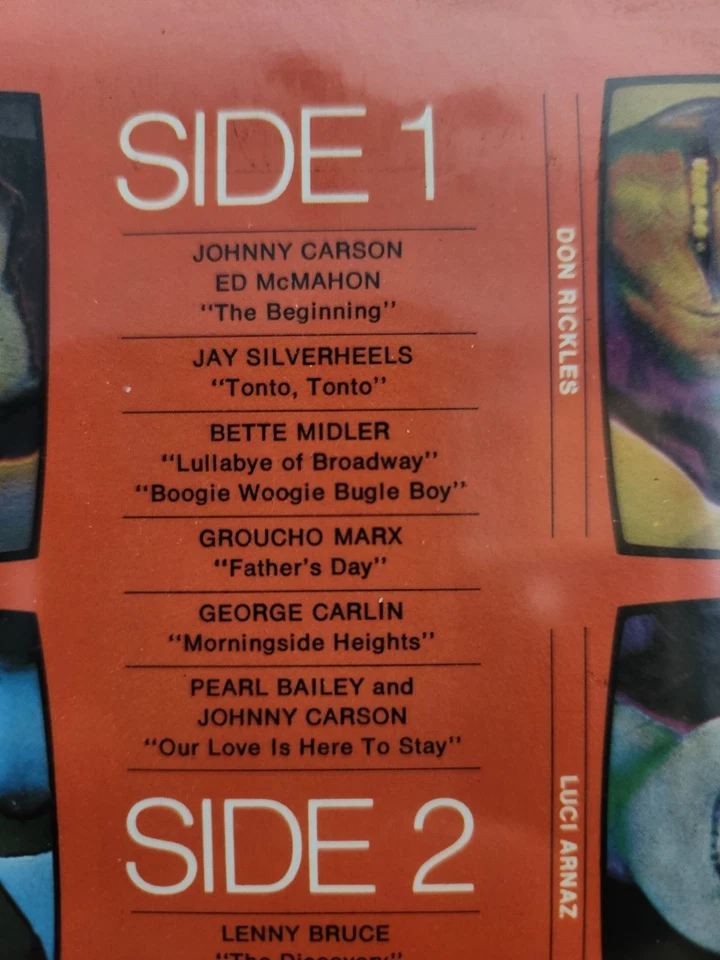 SIDE 1
JOHNNY CARSON
ED McMAHON
"The Beginning"
JAY SILVERHEELS
"Tonto, Tonto"
BETTE MIDLER
"Lullabye of Broadway"
"Boogie Woogie Bugle Boy"
GROUCHO MARX
"Father's Day"
GEORGE CARLIN
"Morningside Heights"
PEARL BAILEY and
JOHNNY CARSON
"Our Love Is Here To Stay"
SIDE 2
LENNY BRUCE
"The Discovery"
DON RICKLES
LUCI ARNAZ